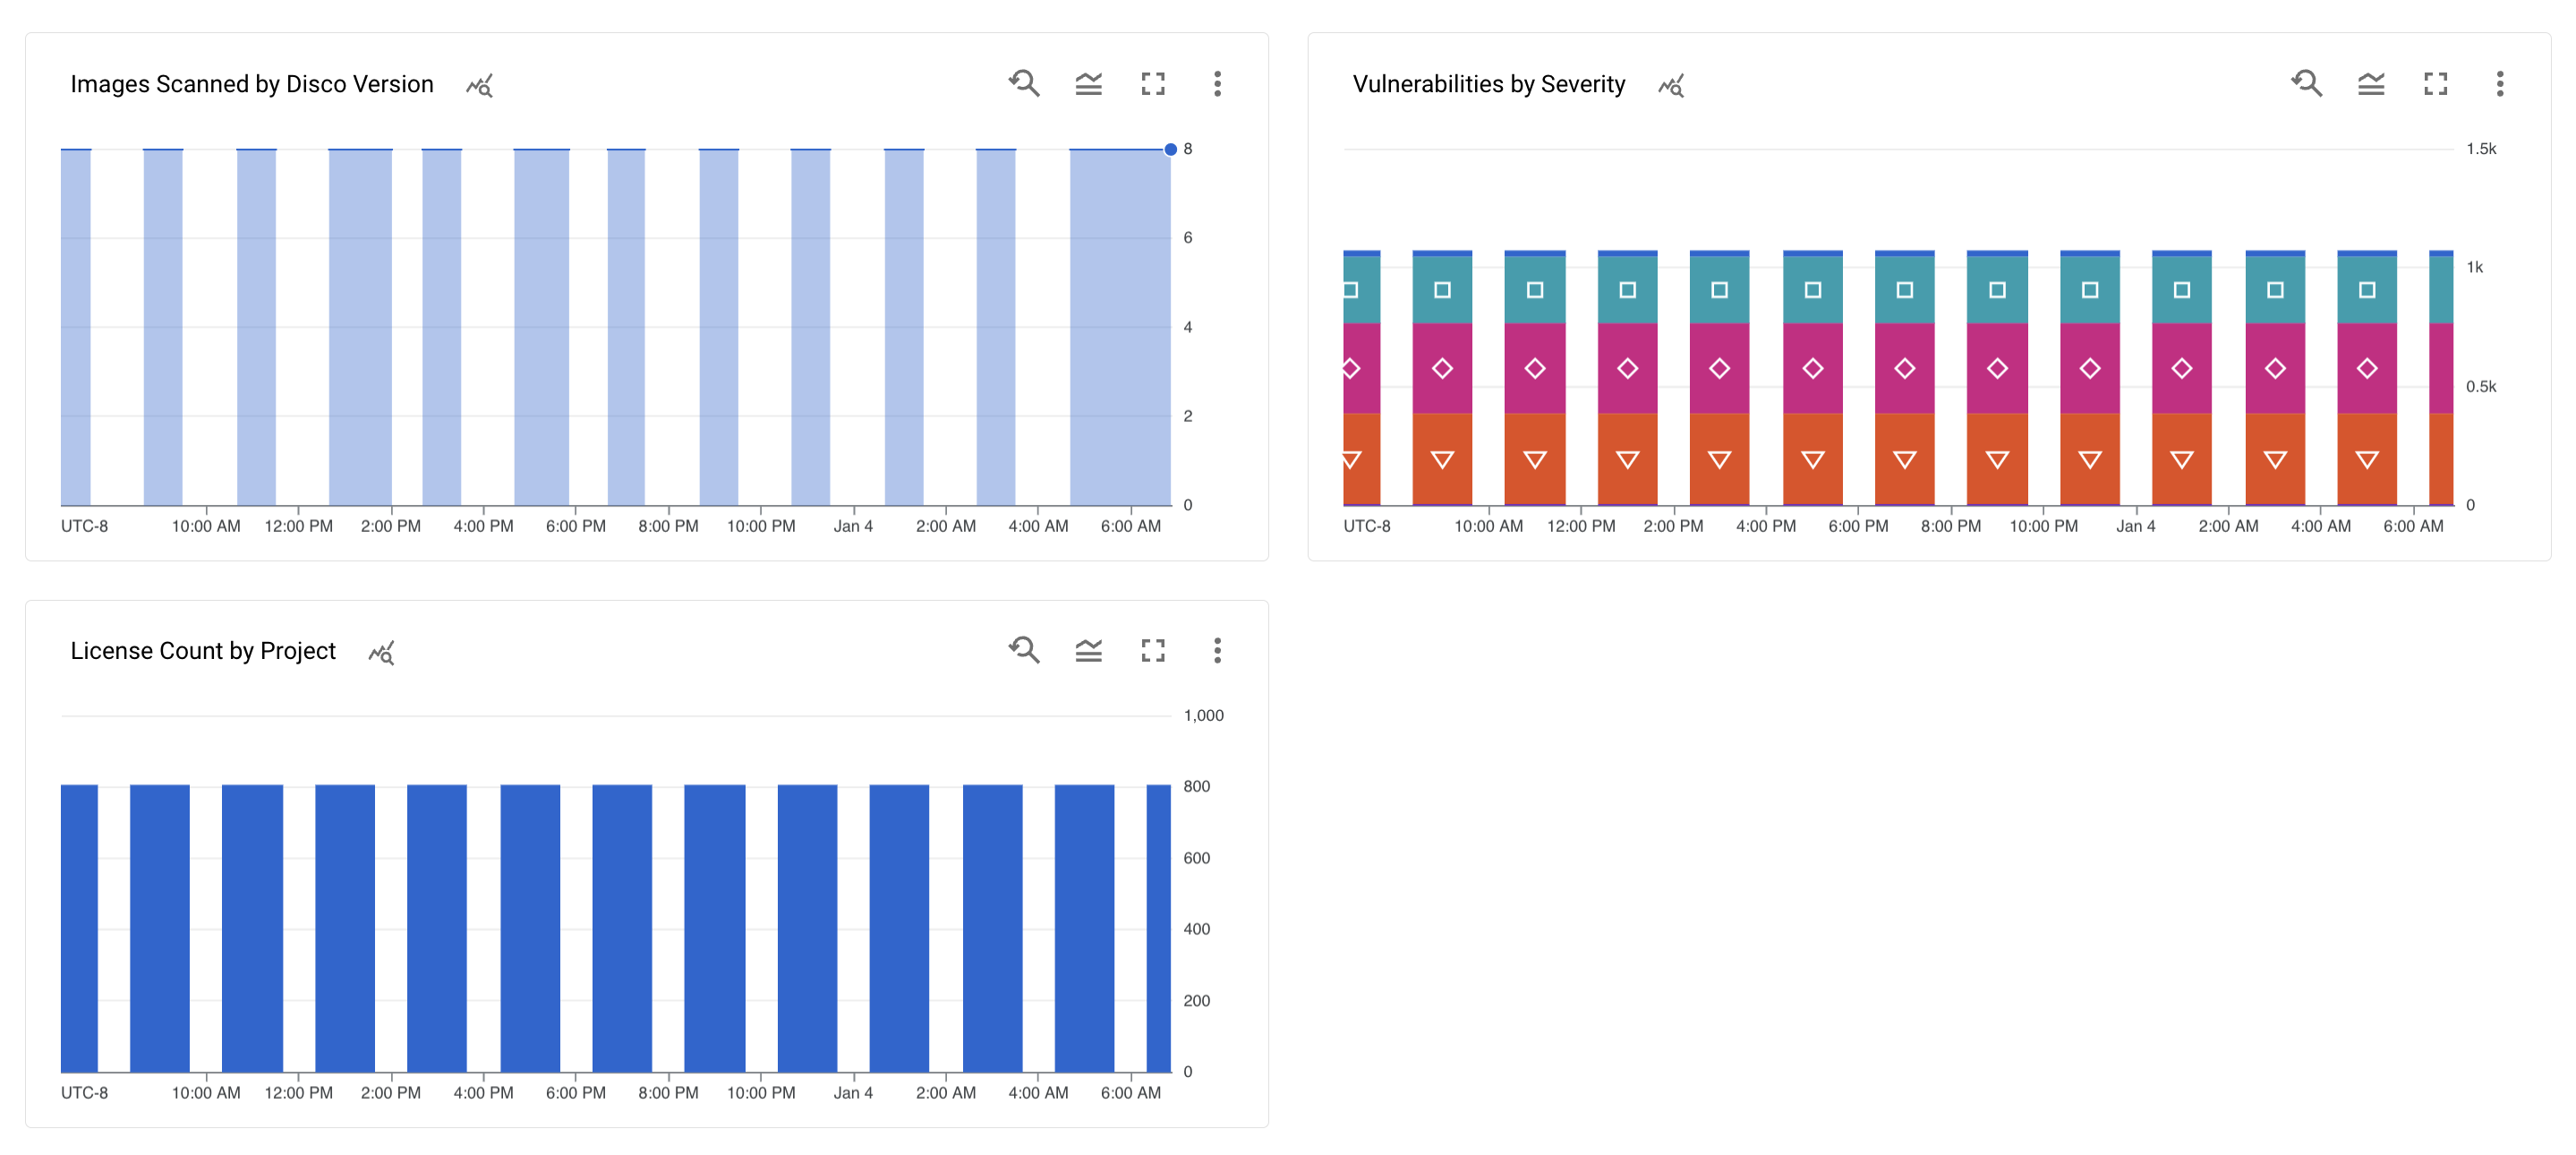 Images Scanned by Disco Version
8
6
4
2
0
UTC-8 10:00 AM 12:00 PM 2:00 PM 4:00 PM 6:00 PM 8:00 PM 10:00 PM Jan 4 2:00 AM 4:00 AM 6:00 AM
Vulnerabilities by Severity
1.5k
1k
0.5k
0
UTC-8 10:00 AM 12:00 PM 2:00 PM 4:00 PM 6:00 PM 8:00 PM 10:00 PM Jan 4 2:00 AM 4:00 AM 6:00 AM
License Count by Project
1,000
800
600
400
200
0
UTC-8 10:00 AM 12:00 PM 2:00 PM 4:00 PM 6:00 PM 8:00 PM 10:00 PM Jan 4 2:00 AM 4:00 AM 6:00 AM